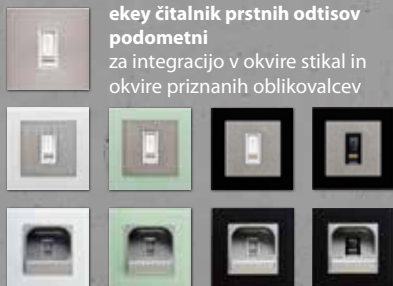 ekey čitalnik prstnih odtisov
podometni
za integracijo v okvire stikal in
okvire priznanih oblikovalcev